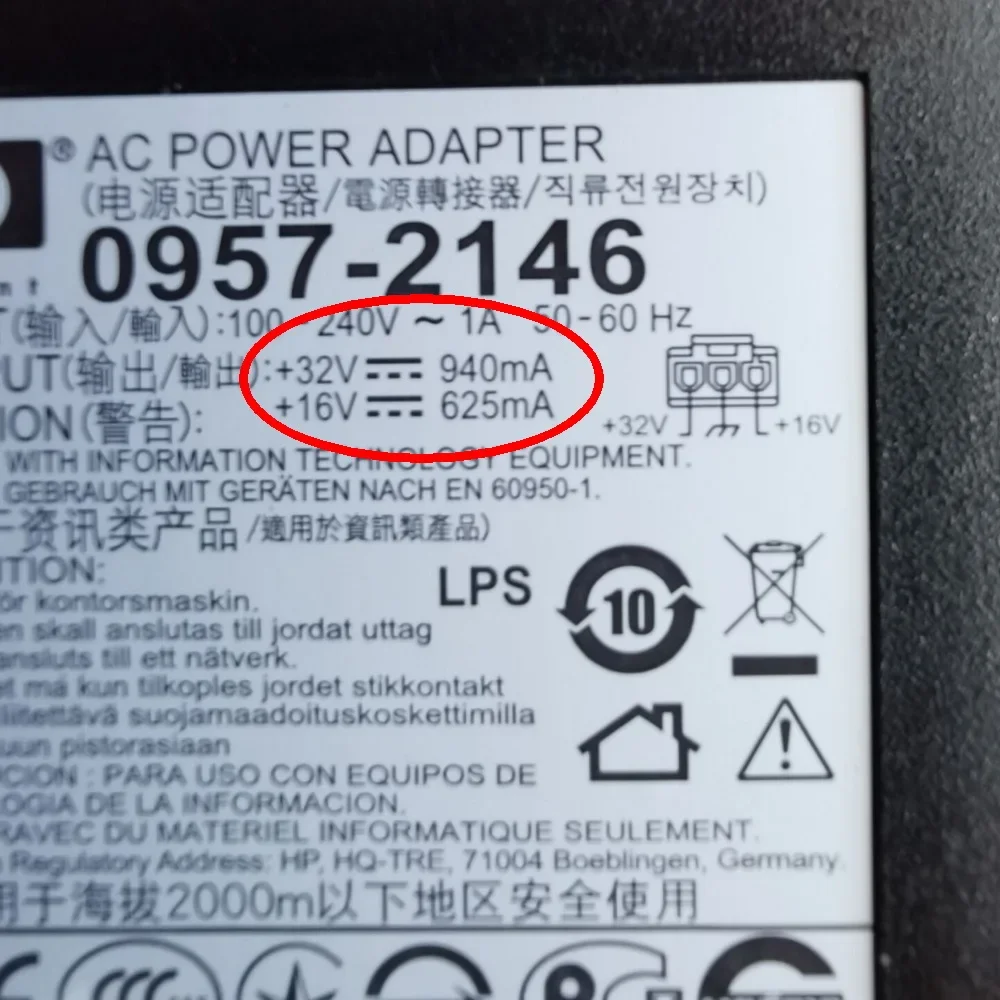 ® AC POWER ADAPTER
(电源适配器/電源轉接器/직류전원장치)
0957-2146
T(输入/輸入):100-240V ~ 1A 50-60 Hz
UT(输出/輸出):+32V ⎓ 940mA
+16V ⎓ 625mA
ION(警告):
+32V +16V
WITH INFORMATION TECHNOLOGY EQUIPMENT.
GEBRAUCH MIT GERÄTEN NACH EN 60950-1.
于资讯类产品/適用於資訊類產品)
TION:
ör kontorsmaskin.
en skall anslutas till jordat uttag
ansluts till ett nätverk.
et må kun tilkoples jordet stikkontakt
liitettävä suojamaadoituskoskettimilla
uun pistorasiaan
LPS
10
CION : PARA USO CON EQUIPOS DE
LOGIA DE LA INFORMACION.
AVEC DU MATERIEL INFORMATIQUE SEULEMENT.
Regulatory Address: HP, HQ-TRE, 71004 Boeblingen, Germany.
用于海拔2000m以下地区安全使用